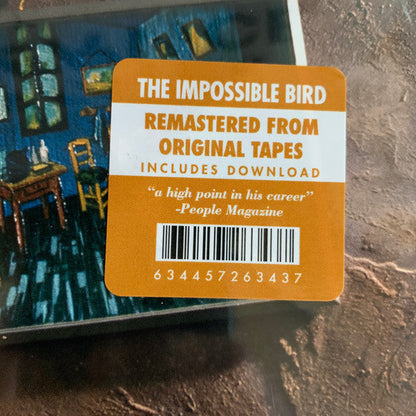 THE IMPOSSIBLE BIRD
REMASTERED FROM
ORIGINAL TAPES
INCLUDES DOWNLOAD
“a high point in his career”
-People Magazine
634457263437